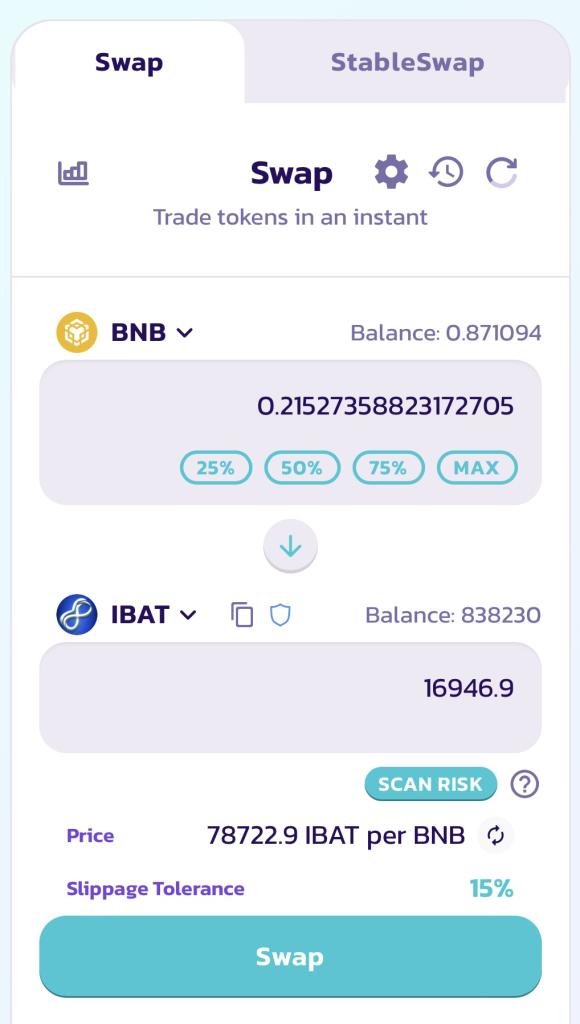 Swap StableSwap
Swap
Trade tokens in an instant
BNB Balance: 0.871094
0.21527358823172705
25% 50% 75% MAX
IBAT Balance: 838230
16946.9
SCAN RISK ?
Price 78722.9 IBAT per BNB
Slippage Tolerance 15%
Swap